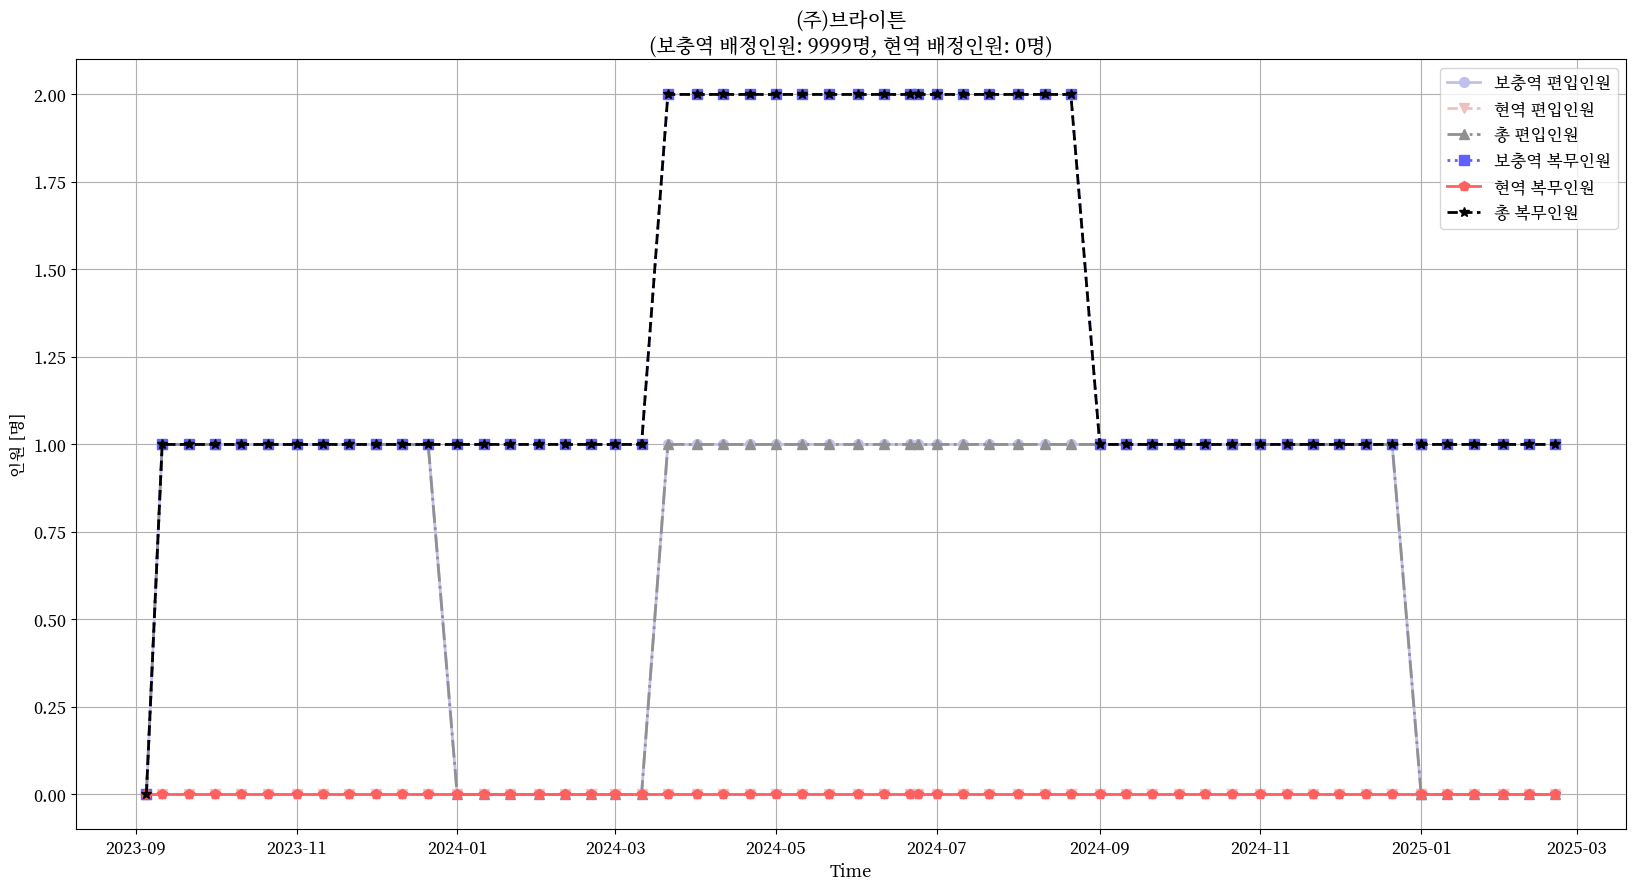 (주)브라이튼
(보충역 배정인원: 9999명, 현역 배정인원: 0명)
보충역 편입인원
현역 편입인원
총 편입인원
보충역 복무인원
현역 복무인원
총 복무인원
2.00
1.75
1.50
1.25
1.00
0.75
0.50
0.25
0.00
인원 [명]
2023-09 2023-11 2024-01 2024-03 2024-05 2024-07 2024-09 2024-11 2025-01 2025-03
Time